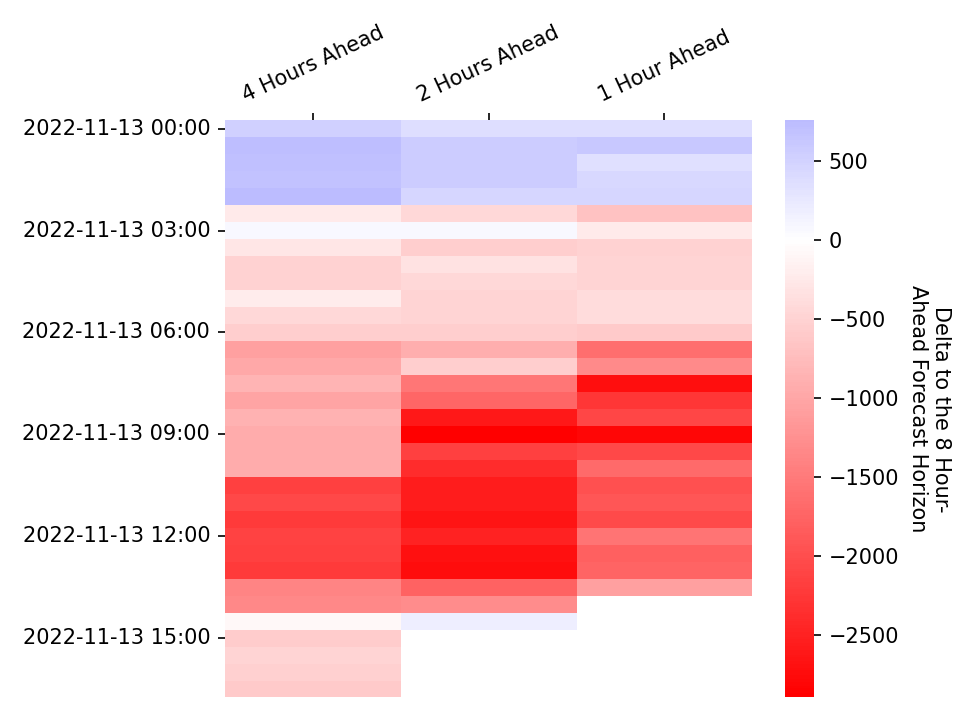 4 Hours Ahead
2 Hours Ahead
1 Hour Ahead
2022-11-13 00:00
2022-11-13 03:00
2022-11-13 06:00
2022-11-13 09:00
2022-11-13 12:00
2022-11-13 15:00
500
0
−500
−1000
−1500
−2000
−2500
Delta to the 8 Hour-
Ahead Forecast Horizon